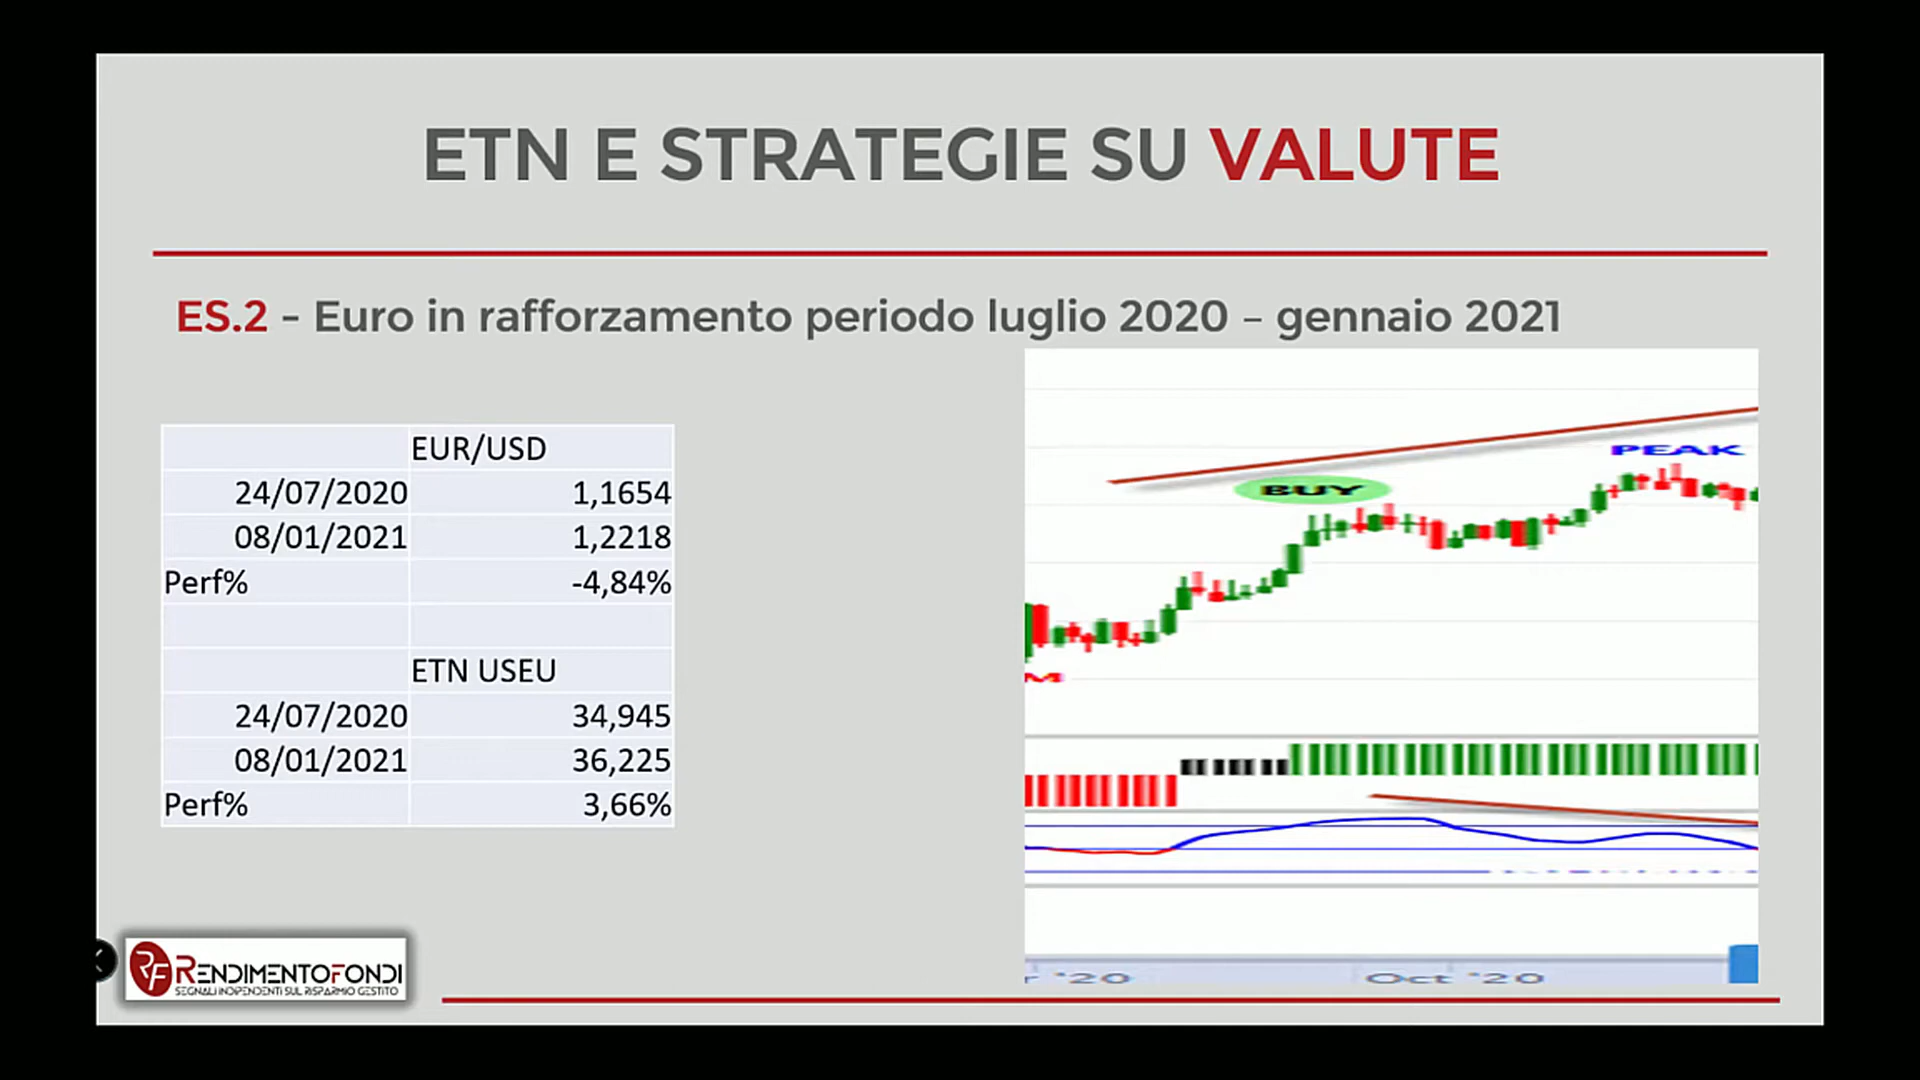 ETN E STRATEGIE SU VALUTE
ES.2 - Euro in rafforzamento periodo luglio 2020 – gennaio 2021
EUR/USD
24/07/2020 1,1654
08/01/2021 1,2218
Perf% -4,84%
ETN USEU
24/07/2020 34,945
08/01/2021 36,225
Perf% 3,66%
PEAK
BUY
M
r '20
Oct '20
RF RENDIMENTOFONDI
SEGNALI INDIPENDENTI SUL RISPARMIO GESTITO